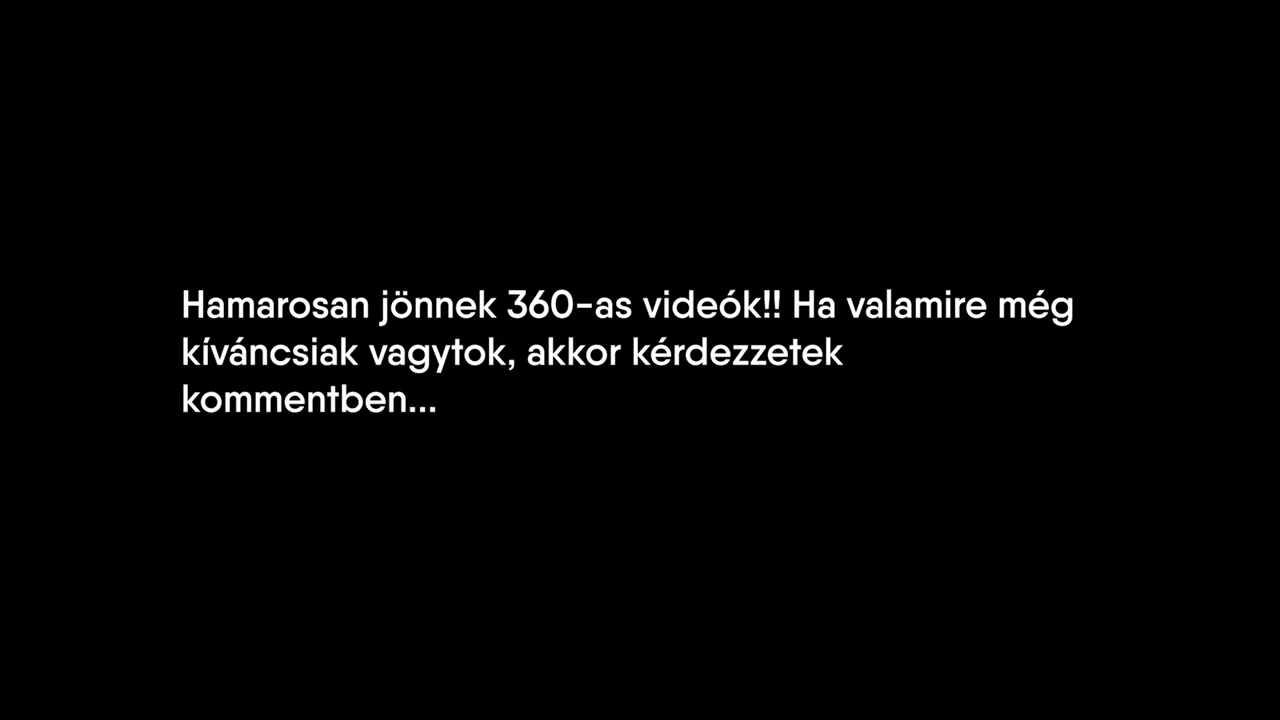 Hamarosan jönnek 360-as videók!! Ha valamire még
kíváncsiak vagytok, akkor kérdezzetek
kommentben...